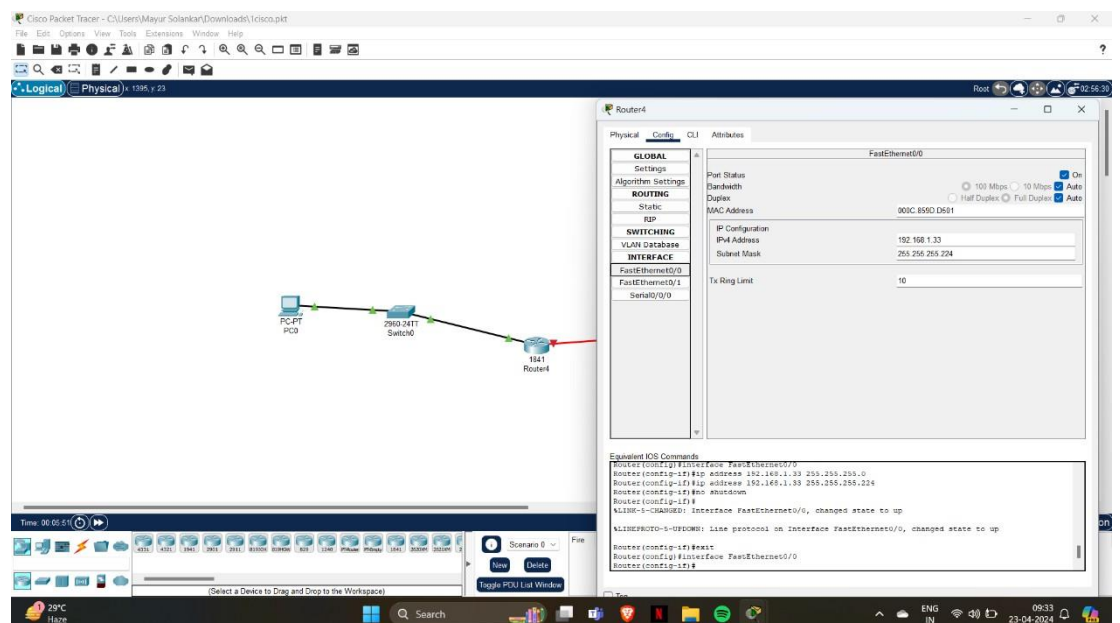 Cisco Packet Tracer - C:\Users\Mayur Solankar\Downloads\1cisco.pkt
File Edit Options View Tools Extensions Window Help
?
Logical Physical x: 1395, y: 23
Root
02:56:30
Router4
Physical Config CLI Attributes
GLOBAL
Settings
Algorithm Settings
ROUTING
Static
RIP
SWITCHING
VLAN Database
INTERFACE
FastEthernet0/0
FastEthernet0/1
Serial0/0/0
FastEthernet0/0
Port Status On
Bandwidth 100 Mbps 10 Mbps Auto
Duplex Half Duplex Full Duplex Auto
MAC Address
IP Configuration
IPv4 Address 192.168.1.33
Subnet Mask 255.255.255.224
Tx Ring Limit 10
PC-PT
PC0
2960-24TT
Switch0
1841
Router4
Equivalent IOS Commands
Router(config)#interface FastEthernet0/0
Router(config-if)#ip address 192.168.1.33 255.255.255.0
Router(config-if)#ip address 192.168.1.33 255.255.255.224
Router(config-if)#no shutdown
Router(config-if)#
%LINK-5-CHANGED: Interface FastEthernet0/0, changed state to up
%LINEPROTO-5-UPDOWN: Line protocol on Interface FastEthernet0/0, changed state to up
Router(config-if)#exit
Router(config)#interface FastEthernet0/0
Router(config-if)#
Top
Time: 00:05:51
4331 4321 1941 2901 2911 819 1240 1841
Scenario 0
Fire
New Delete
Toggle PDU List Window
(Select a Device to Drag and Drop to the Workspace)
29°C
Haze
Search
ENG
IN
09:33
23-04-2024